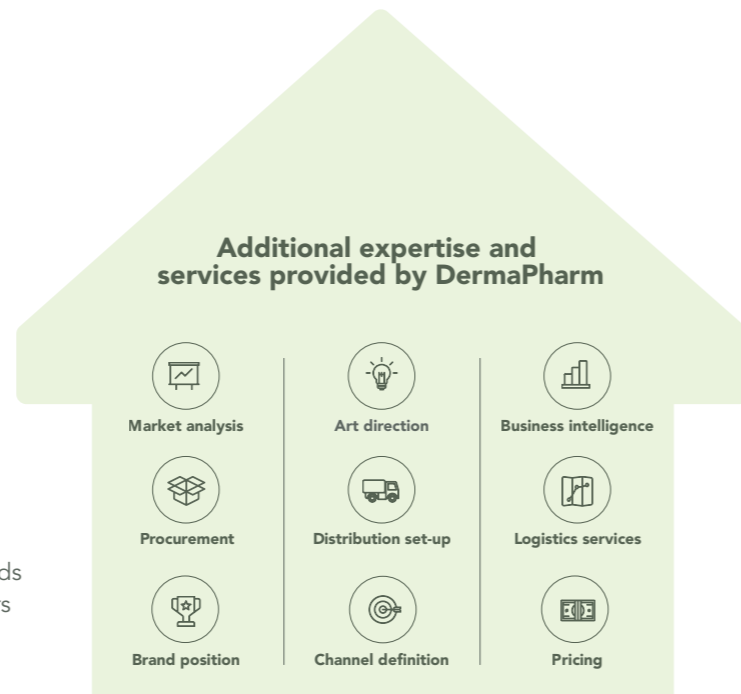 Additional expertise and
services provided by DermaPharm
Market analysis
Art direction
Business intelligence
Procurement
Distribution set-up
Logistics services
Brand position
Channel definition
Pricing